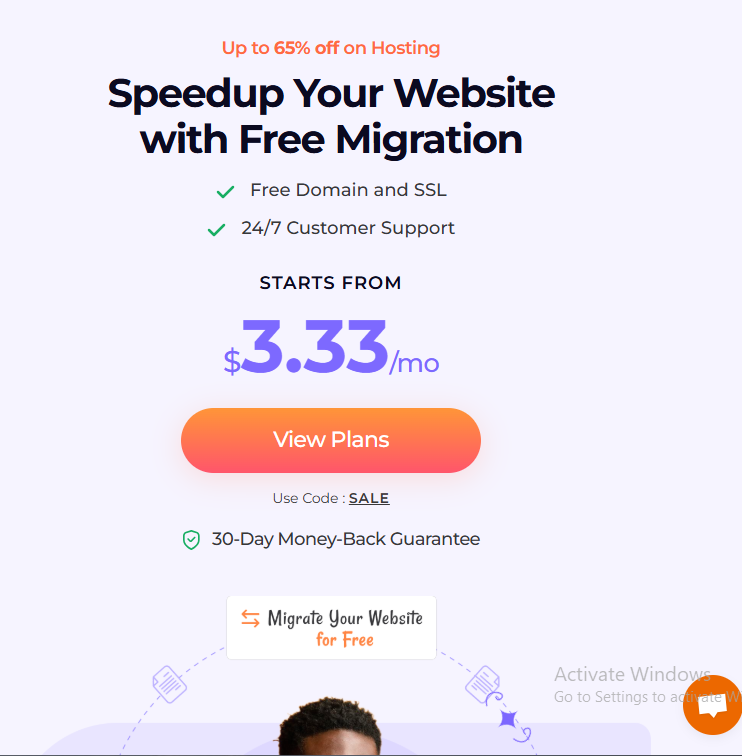 Up to 65% off on Hosting
Speedup Your Website
with Free Migration
Free Domain and SSL
24/7 Customer Support
STARTS FROM
$3.33/mo
View Plans
Use Code : SALE
30-Day Money-Back Guarantee
Migrate Your Website
for Free
Activate Windows
Go to Settings to activate W